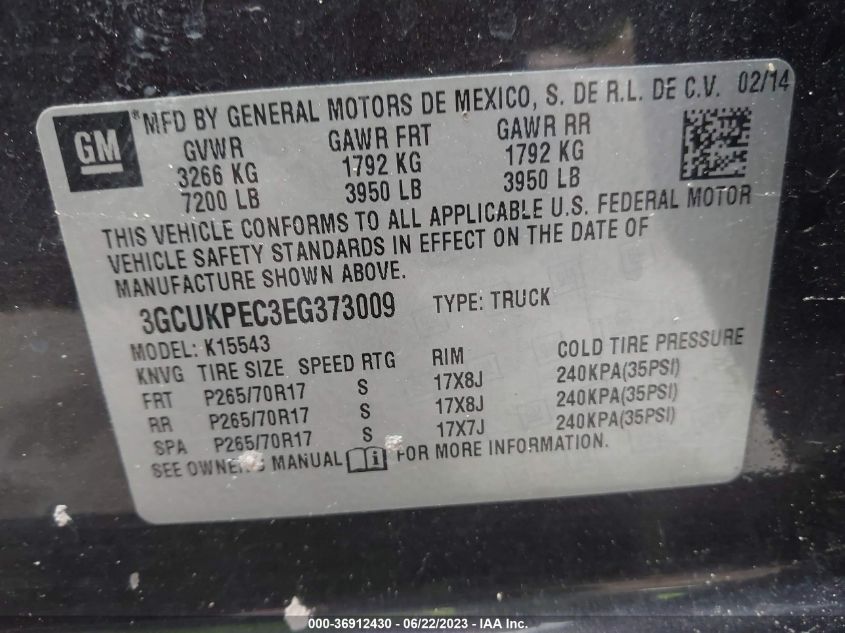 GM
® MFD BY GENERAL MOTORS DE MEXICO, S. DE R.L. DE C.V. 02/14
GVWR GAWR FRT GAWR RR
3266 KG 1792 KG 1792 KG
7200 LB 3950 LB 3950 LB
THIS VEHICLE CONFORMS TO ALL APPLICABLE U.S. FEDERAL MOTOR
VEHICLE SAFETY STANDARDS IN EFFECT ON THE DATE OF
MANUFACTURE SHOWN ABOVE.
3GCUKPEC3EG373009 TYPE: TRUCK
MODEL: K15543
KNVG TIRE SIZE SPEED RTG RIM COLD TIRE PRESSURE
FRT P265/70R17 S 17X8J 240KPA(35PSI)
RR P265/70R17 S 17X8J 240KPA(35PSI)
SPA P265/70R17 S 17X7J 240KPA(35PSI)
SEE OWNER'S MANUAL i FOR MORE INFORMATION.
000-36912430 - 06/22/2023 - IAA Inc.